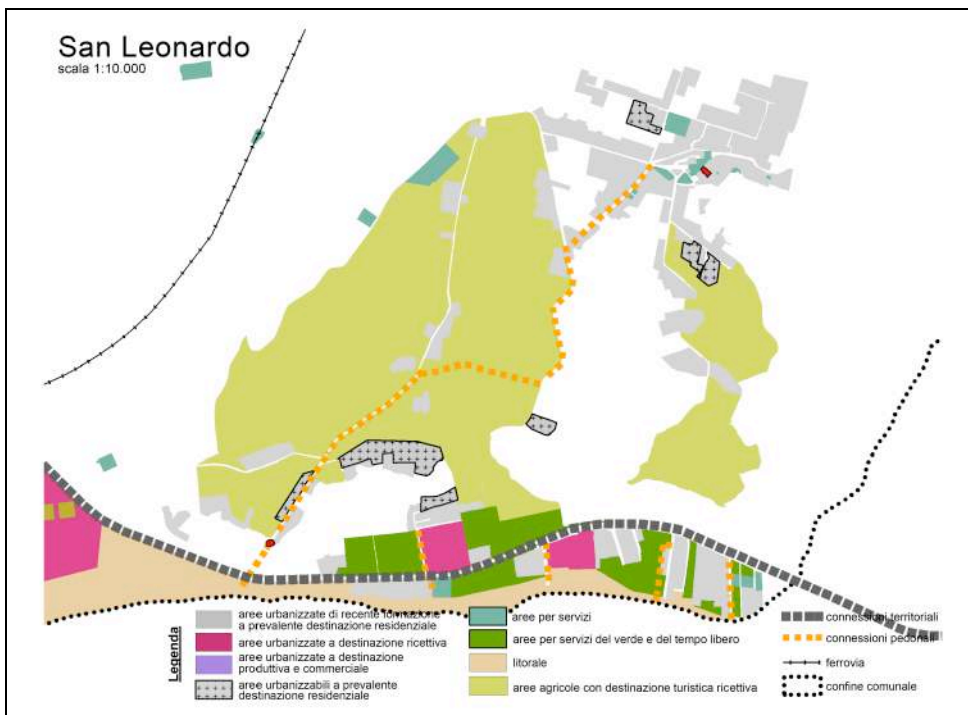 San Leonardo
scala 1:10.000
Legenda
aree urbanizzate di recente formazione
a prevalente destinazione residenziale
aree urbanizzate a destinazione ricettiva
aree urbanizzate a destinazione
produttiva e commerciale
aree urbanizzabili a prevalente
destinazione residenziale
aree per servizi
aree per servizi del verde e del tempo libero
litorale
aree agricole con destinazione turistica ricettiva
connessioni territoriali
connessioni pedonali
ferrovia
confine comunale